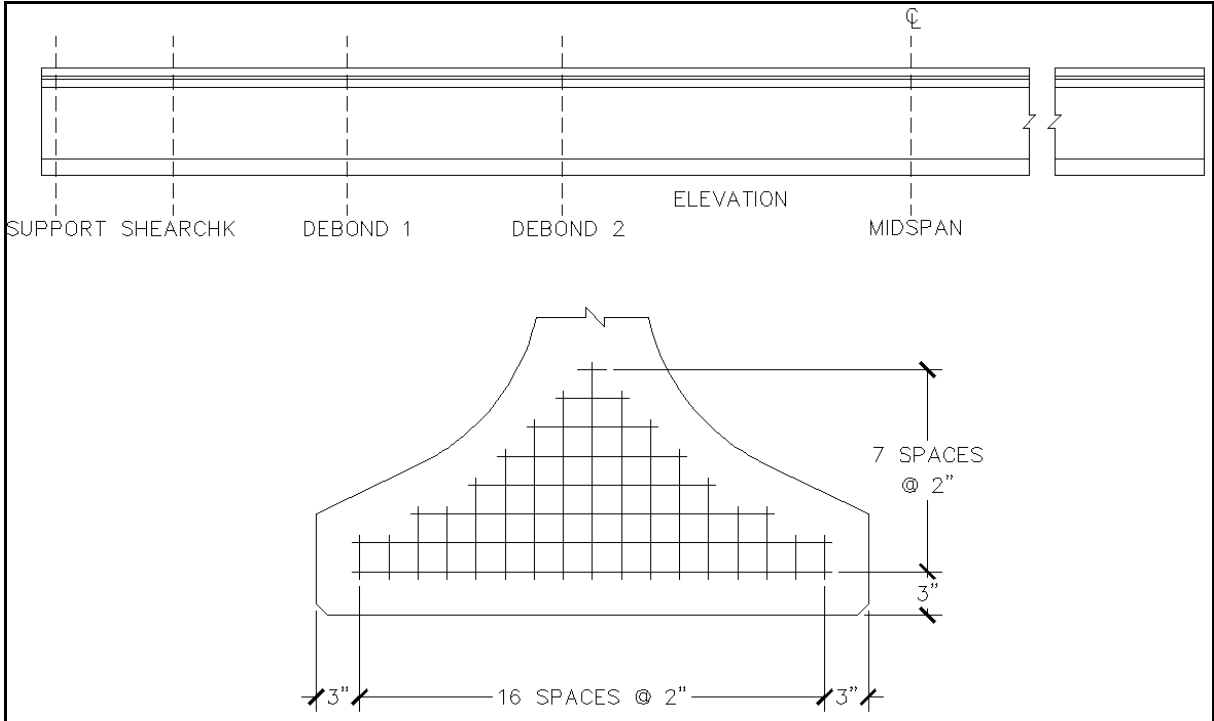 ℄
ELEVATION
SUPPORT SHEARCHK DEBOND 1 DEBOND 2 MIDSPAN
7 SPACES
@ 2"
3"
3" 16 SPACES @ 2" 3"